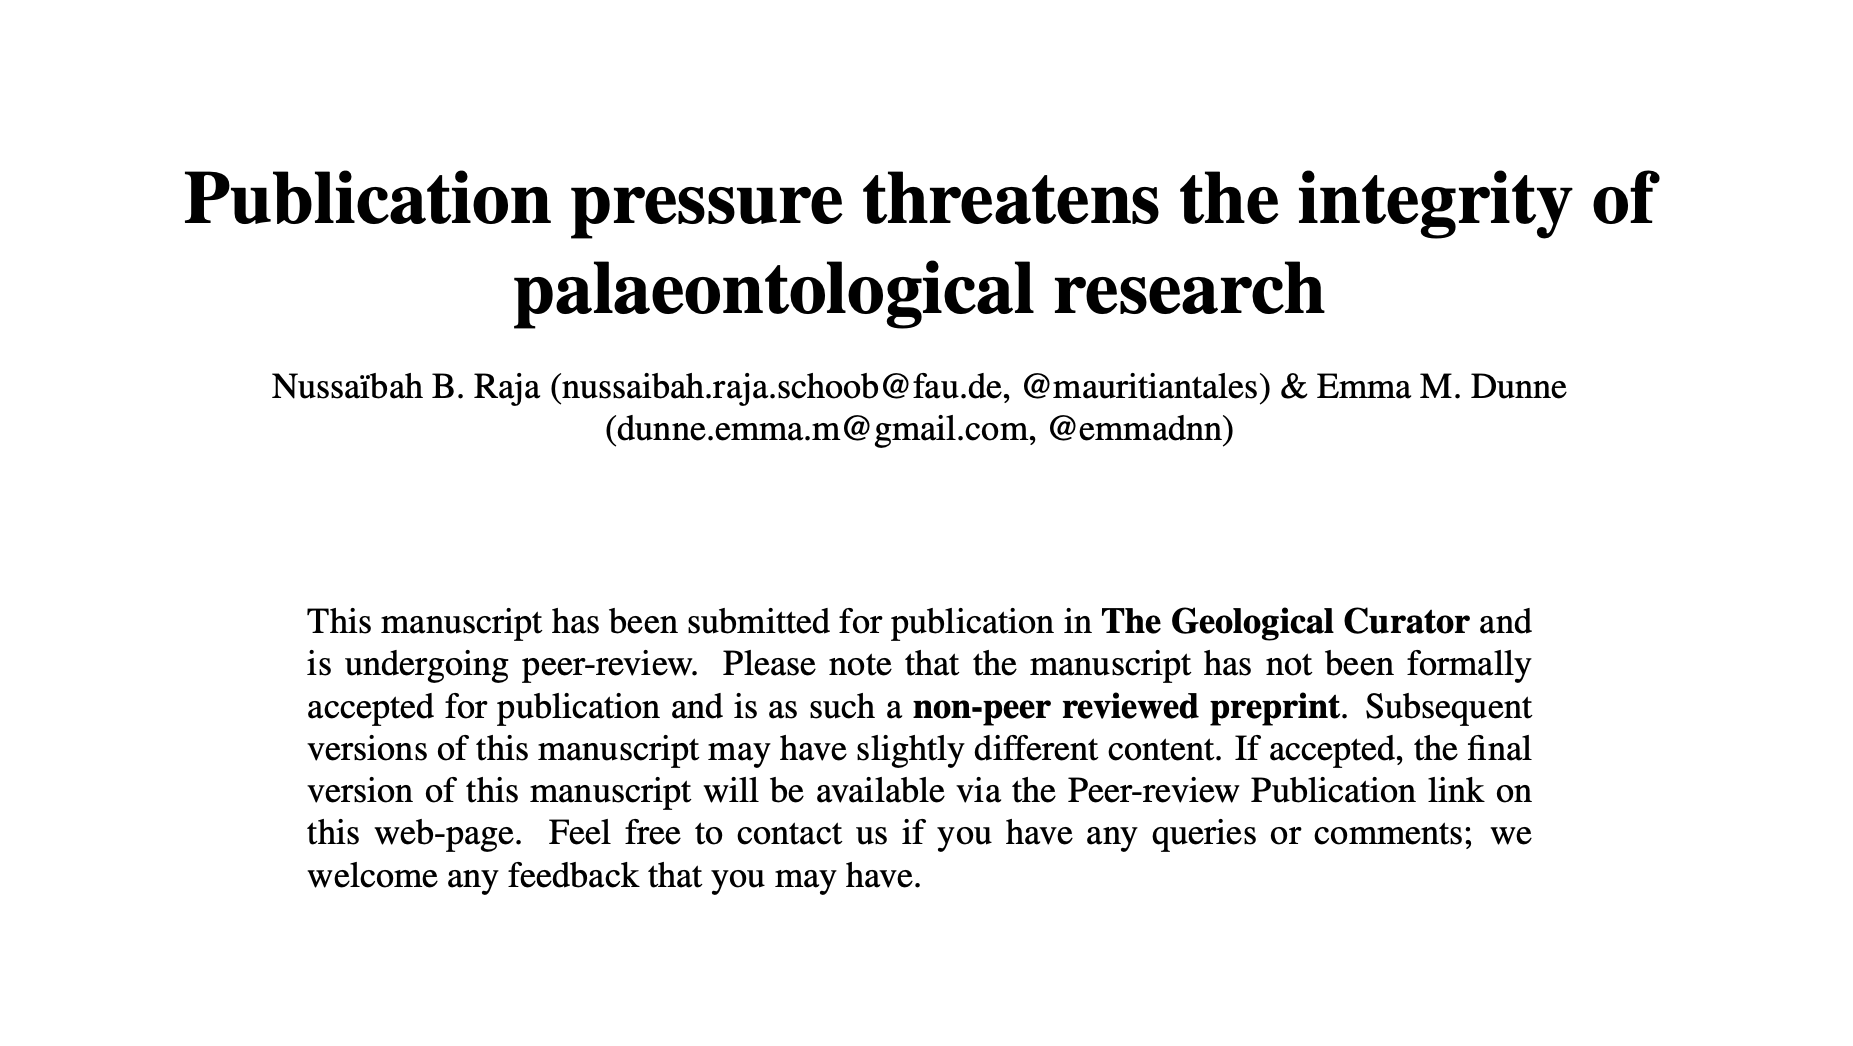 Publication pressure threatens the integrity of
palaeontological research
Nussaïbah B. Raja (nussaibah.raja.schoob@fau.de, @mauritiantales) & Emma M. Dunne
(dunne.emma.m@gmail.com, @emmadnn)
This manuscript has been submitted for publication in The Geological Curator and
is undergoing peer-review. Please note that the manuscript has not been formally
accepted for publication and is as such a non-peer reviewed preprint. Subsequent
versions of this manuscript may have slightly different content. If accepted, the final
version of this manuscript will be available via the Peer-review Publication link on
this web-page. Feel free to contact us if you have any queries or comments; we
welcome any feedback that you may have.